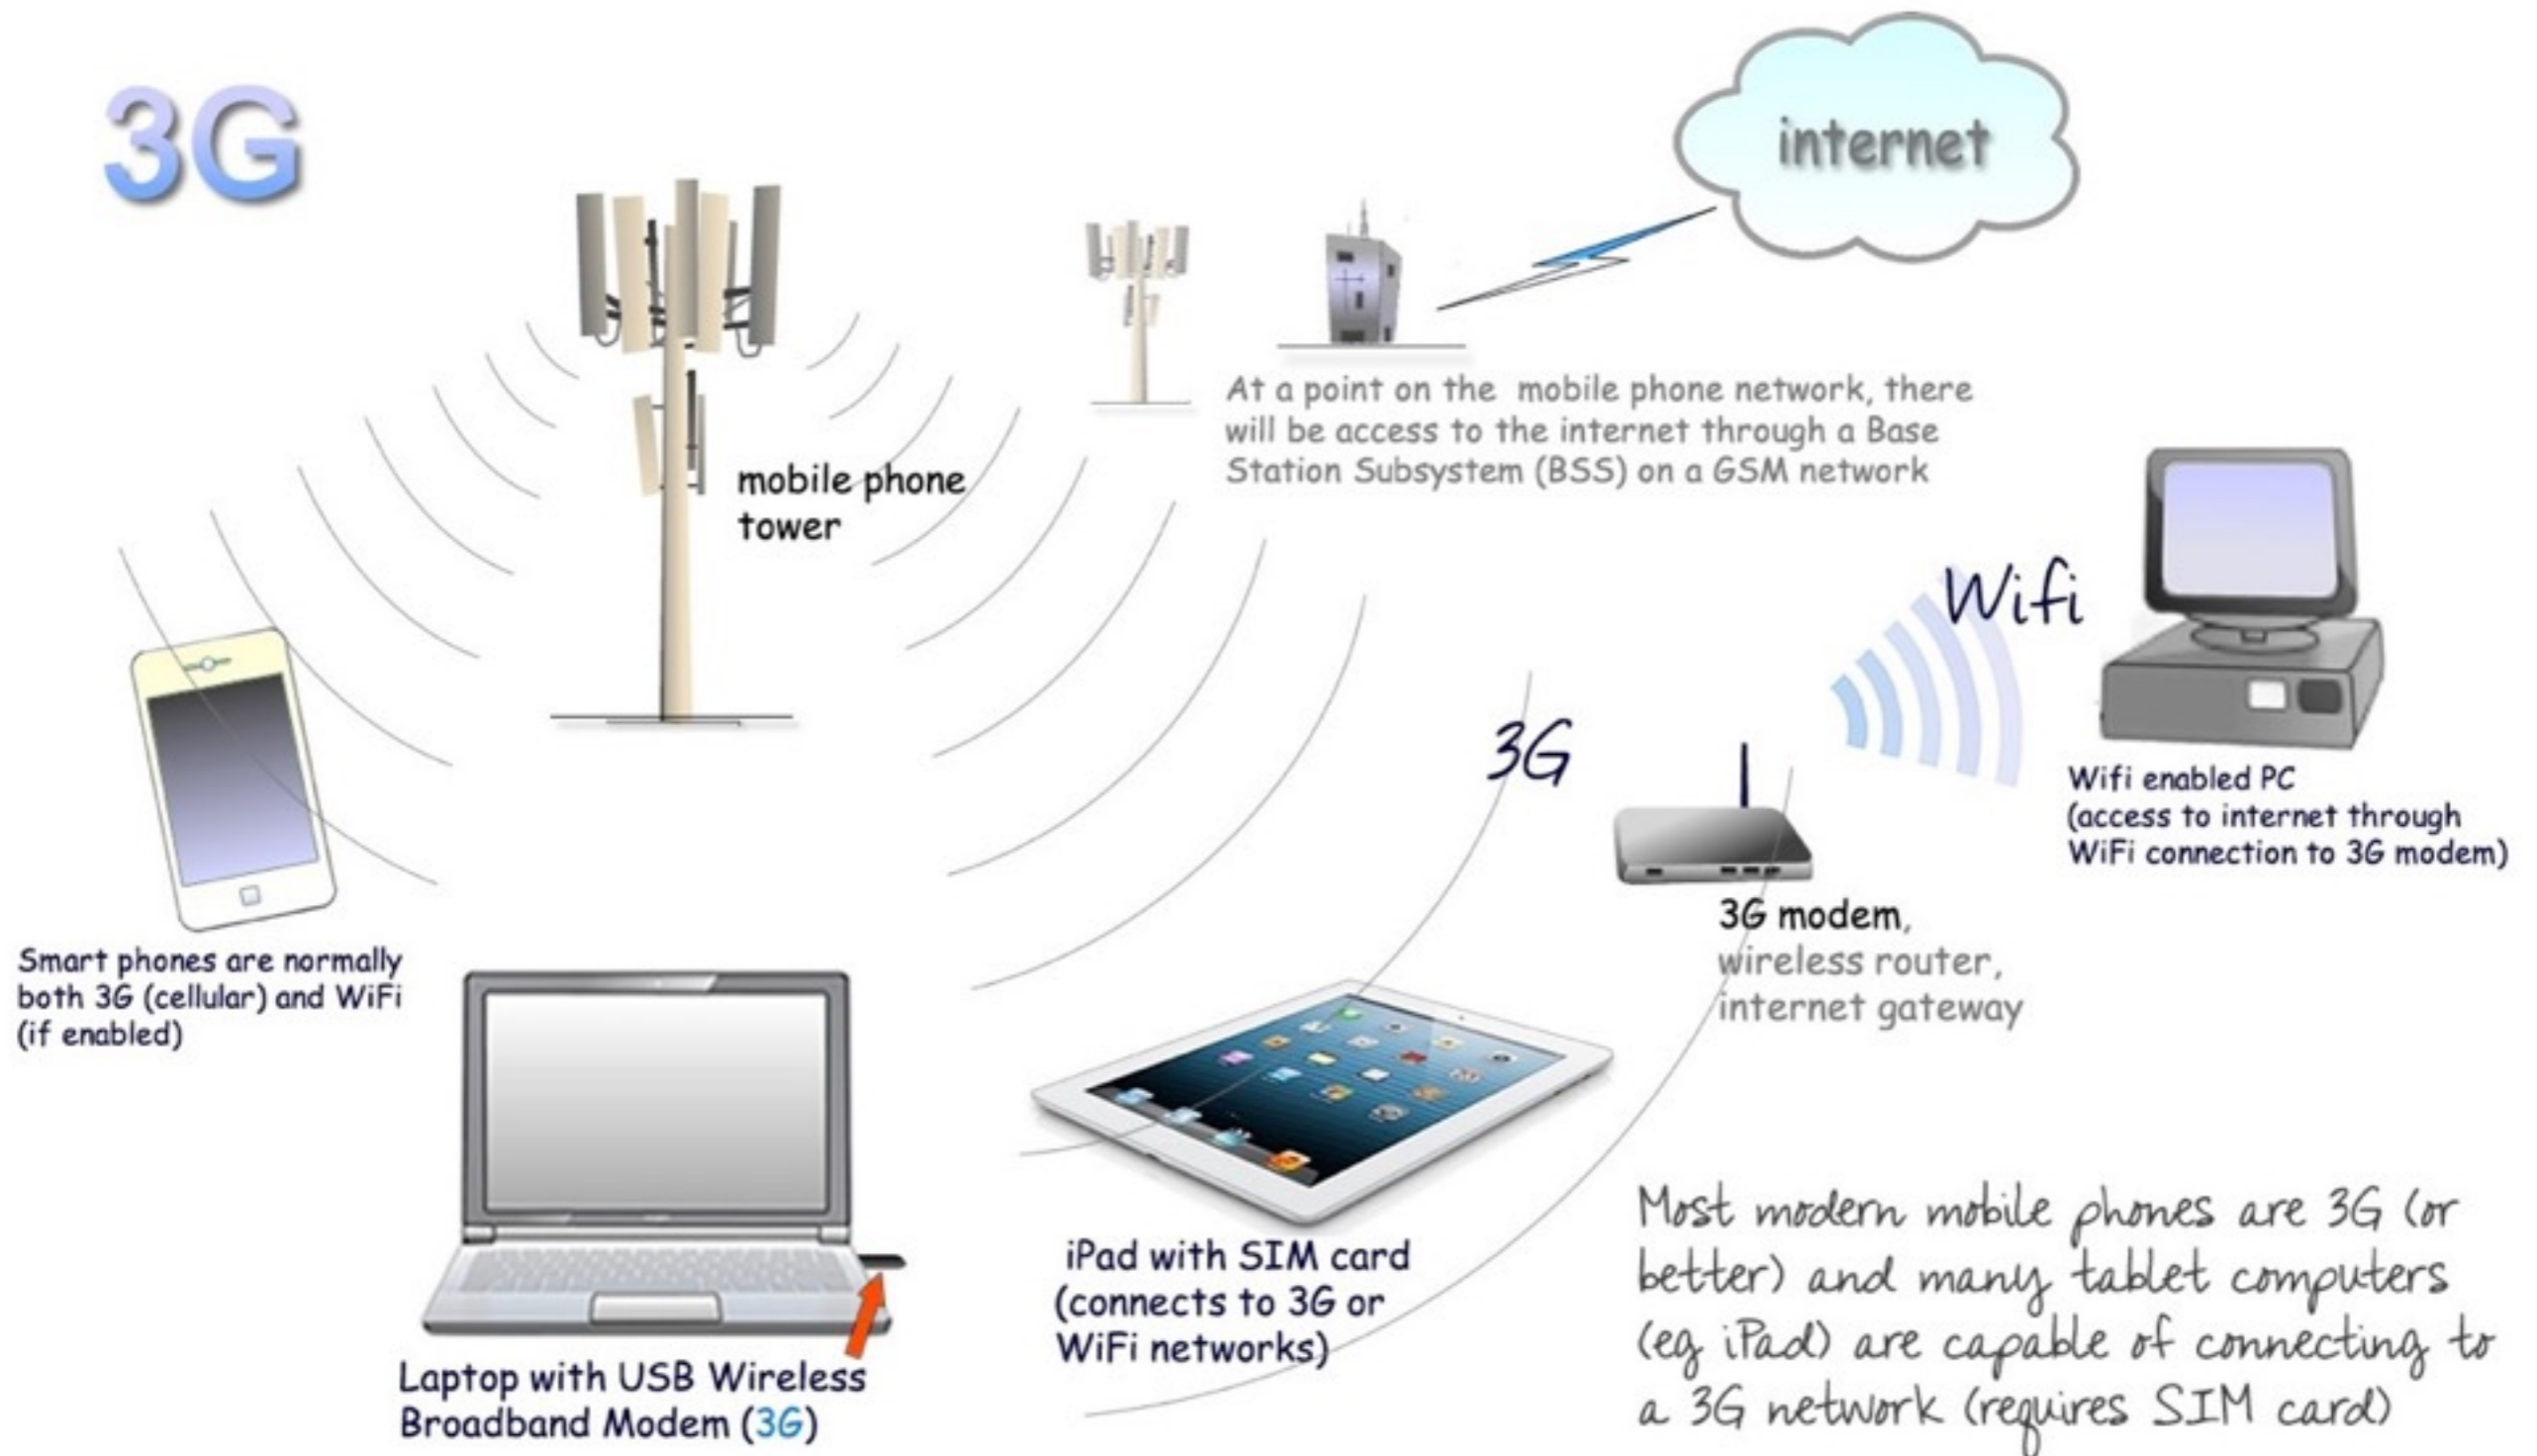 3G
internet
At a point on the mobile phone network, there
will be access to the internet through a Base
Station Subsystem (BSS) on a GSM network
mobile phone
tower
Wifi
3G
Wifi enabled PC
(access to internet through
WiFi connection to 3G modem)
3G modem,
wireless router,
internet gateway
Smart phones are normally
both 3G (cellular) and WiFi
(if enabled)
Laptop with USB Wireless
Broadband Modem (3G)
iPad with SIM card
(connects to 3G or
WiFi networks)
Most modern mobile phones are 3G (or
better) and many tablet computers
(eg iPad) are capable of connecting to
a 3G network (requires SIM card)